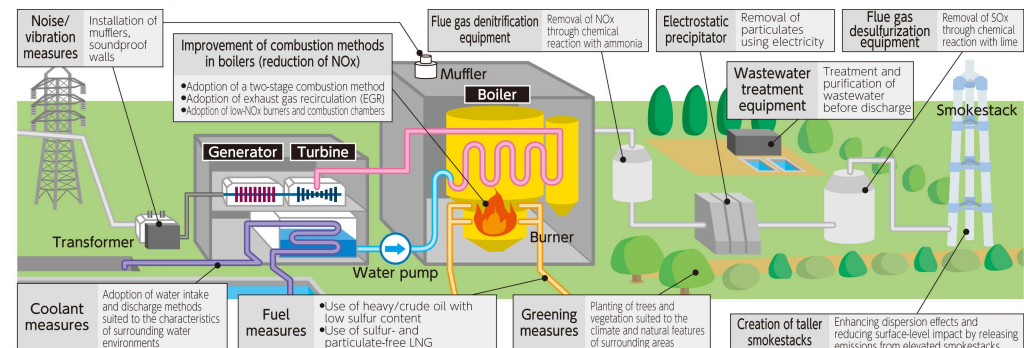 Noise/
vibration
measures
Installation of
mufflers,
soundproof
walls
Improvement of combustion methods
in boilers (reduction of NOx)
●Adoption of a two-stage combustion method
●Adoption of exhaust gas recirculation (EGR)
●Adoption of low-NOx burners and combustion chambers
Flue gas denitrification
equipment
Removal of NOx
through chemical
reaction with ammonia
Electrostatic
precipitator
Removal of
particulates
using electricity
Flue gas
desulfurization
equipment
Removal of SOx
through chemical
reaction with lime
Wastewater
treatment
equipment
Treatment and
purification of
wastewater
before discharge
Muffler
Boiler
Smokestack
Generator
Turbine
Transformer
Water pump
Burner
Coolant
measures
Adoption of water intake
and discharge methods
suited to the characteristics
of surrounding water
environments
Fuel
measures
●Use of heavy/crude oil with
low sulfur content
●Use of sulfur- and
particulate-free LNG
Greening
measures
Planting of trees and
vegetation suited to the
climate and natural features
of surrounding areas
Creation of taller
smokestacks
Enhancing dispersion effects and
reducing surface-level impact by releasing
emissions from elevated smokestacks